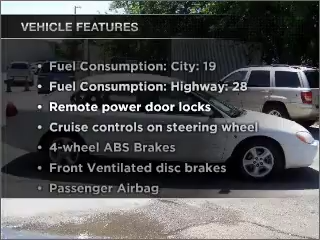 VEHICLE FEATURES
• Fuel Consumption: City: 19
• Fuel Consumption: Highway: 28
• Remote power door locks
• Cruise controls on steering wheel
• 4-wheel ABS Brakes
• Front Ventilated disc brakes
• Passenger Airbag